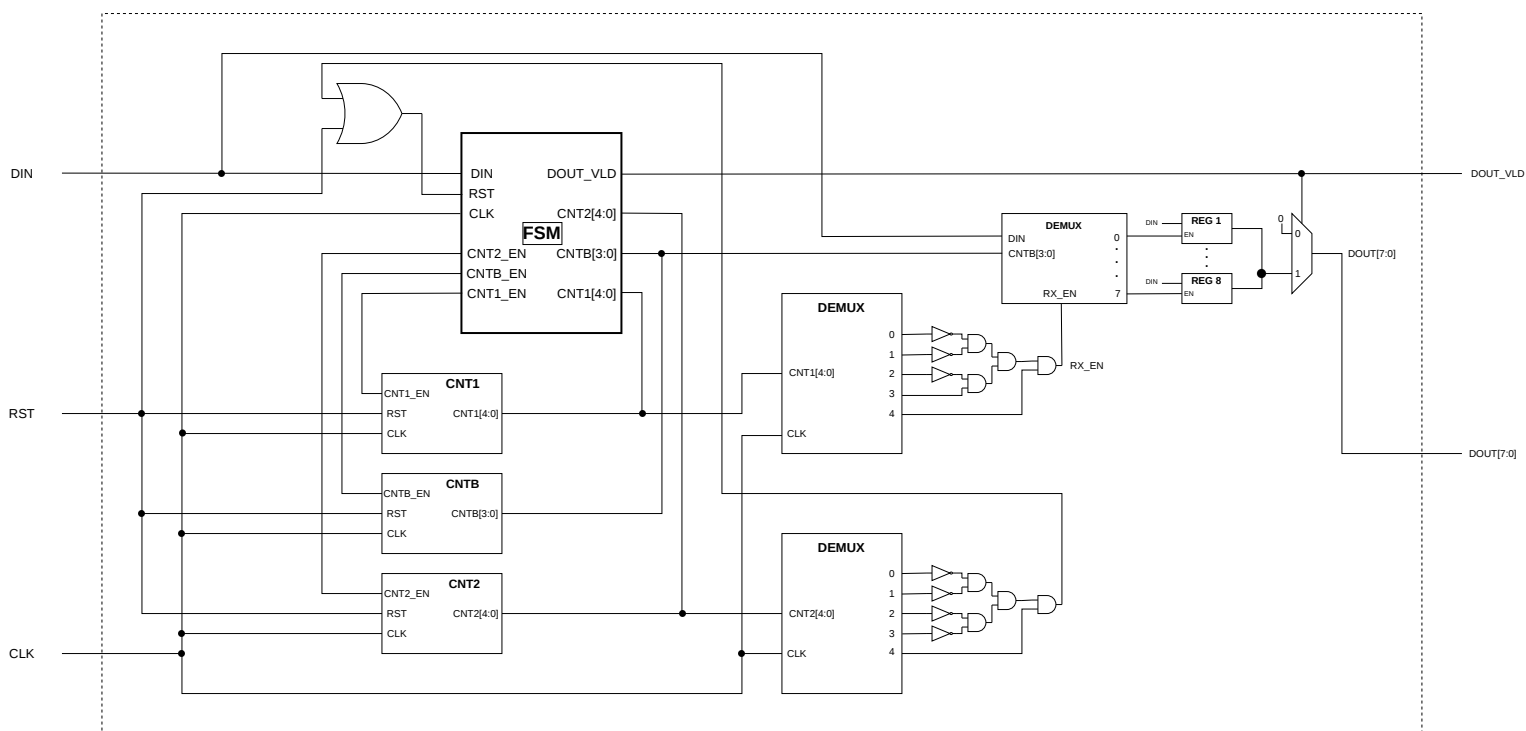 DIN
RST
CLK
DIN
RST
CLK
FSM
CNT2_EN
CNTB_EN
CNT1_EN
DOUT_VLD
CNT2[4:0]
CNTB[3:0]
CNT1[4:0]
CNT1
CNT1_EN
RST
CLK
CNT1[4:0]
CNTB
CNTB_EN
RST
CLK
CNTB[3:0]
CNT2
CNT2_EN
RST
CLK
CNT2[4:0]
DEMUX
CNT1[4:0]
CLK
0
1
2
3
4
RX_EN
DEMUX
CNT2[4:0]
CLK
0
1
2
3
4
DEMUX
DIN
CNTB[3:0]
RX_EN
0
7
DIN
REG 1
EN
DIN
REG 8
EN
0
0
1
DOUT[7:0]
DOUT_VLD
DOUT[7:0]